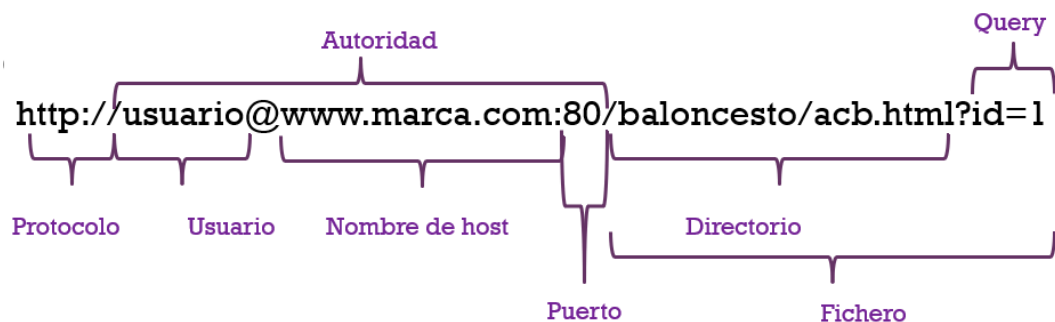 Query
Autoridad
http://usuario@www.marca.com:80/baloncesto/acb.html?id=1
Protocolo Usuario Nombre de host Directorio
Puerto Fichero